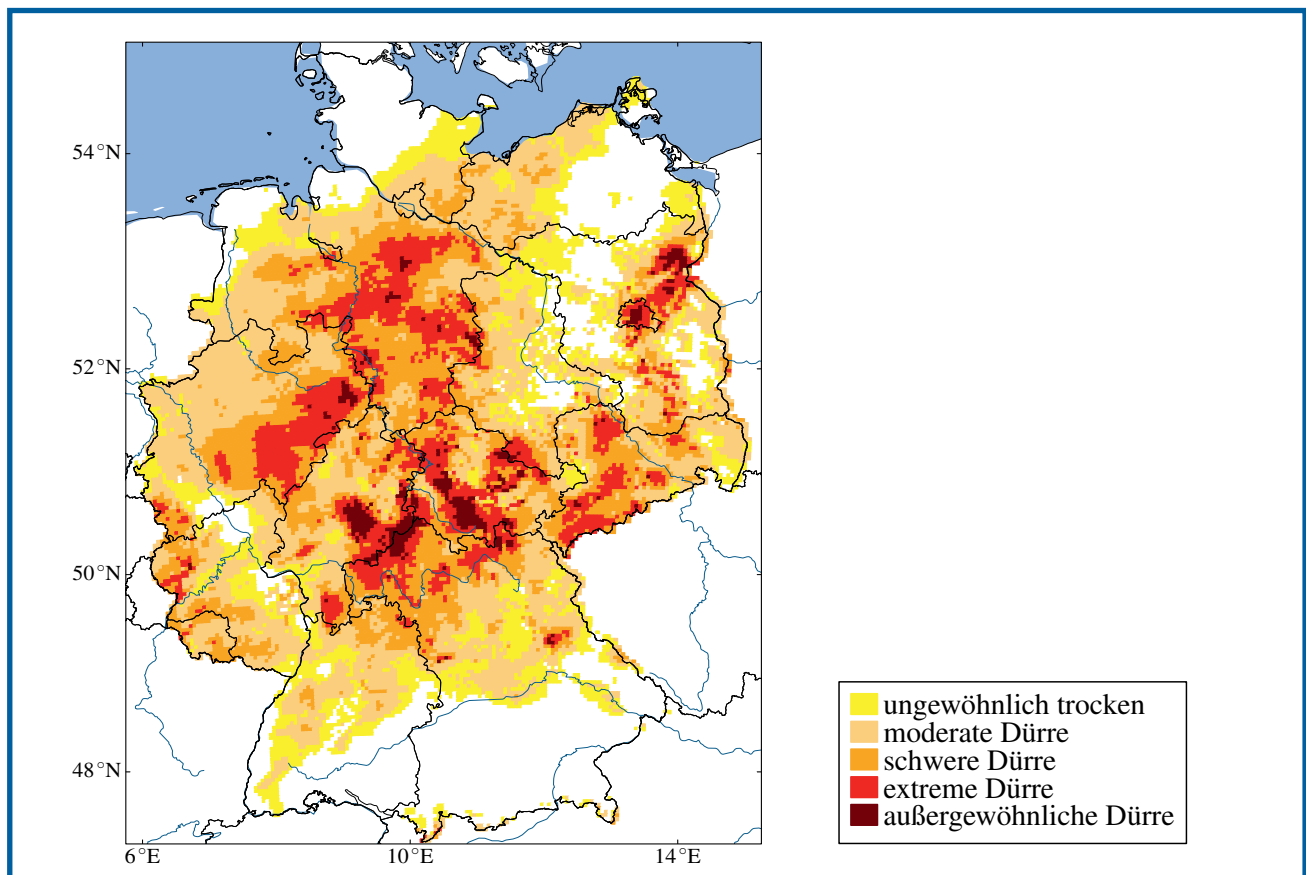 54°N
52°N
50°N
48°N
6°E 10°E 14°E
ungewöhnlich trocken
moderate Dürre
schwere Dürre
extreme Dürre
außergewöhnliche Dürre